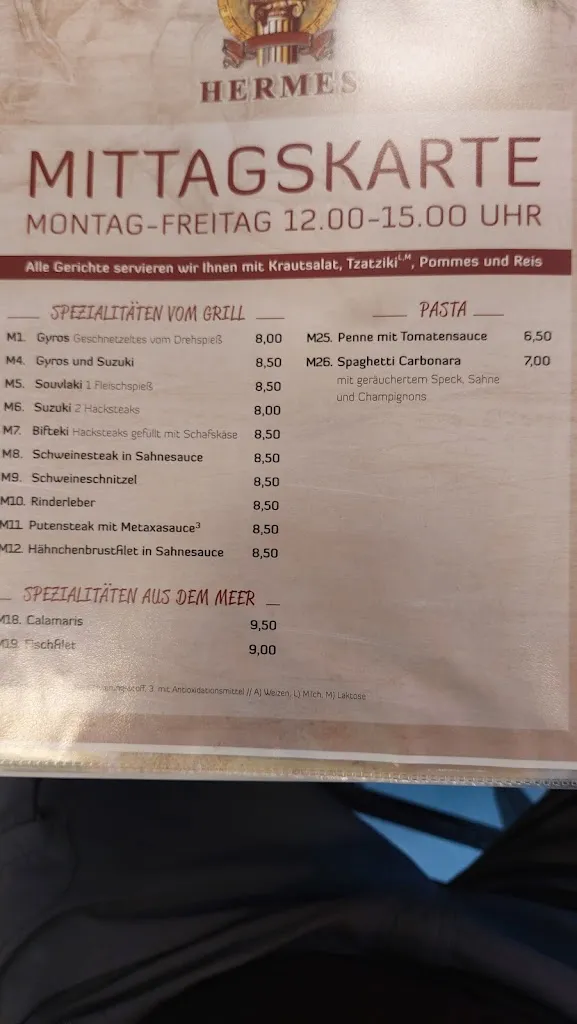 HERMES
MITTAGSKARTE
MONTAG-FREITAG 12.00-15.00 UHR
Alle Gerichte servieren wir Ihnen mit Krautsalat, Tzatziki L,M, Pommes und Reis
SPEZIALITÄTEN VOM GRILL
M1. Gyros Geschnetzeltes vom Drehspieß 8,00
M4. Gyros und Suzuki 8,50
M5. Souvlaki 1 Fleischspieß 8,50
M6. Suzuki 2 Hacksteaks 8,00
M7. Bifteki Hacksteaks gefüllt mit Schafskäse 8,50
M8. Schweinesteak in Sahnesauce 8,50
M9. Schweineschnitzel 8,50
M10. Rinderleber 8,50
M11. Putensteak mit Metaxasauce³ 8,50
M12. Hähnchenbrustfilet in Sahnesauce 8,50
SPEZIALITÄTEN AUS DEM MEER
M18. Calamaris 9,50
M19. Fischfilet 9,00
PASTA
M25. Penne mit Tomatensauce 6,50
M26. Spaghetti Carbonara 7,00
mit geräuchertem Speck, Sahne
und Champignons
3. mit Antioxidationsmittel // A) Weizen, L) Milch, M) Laktose